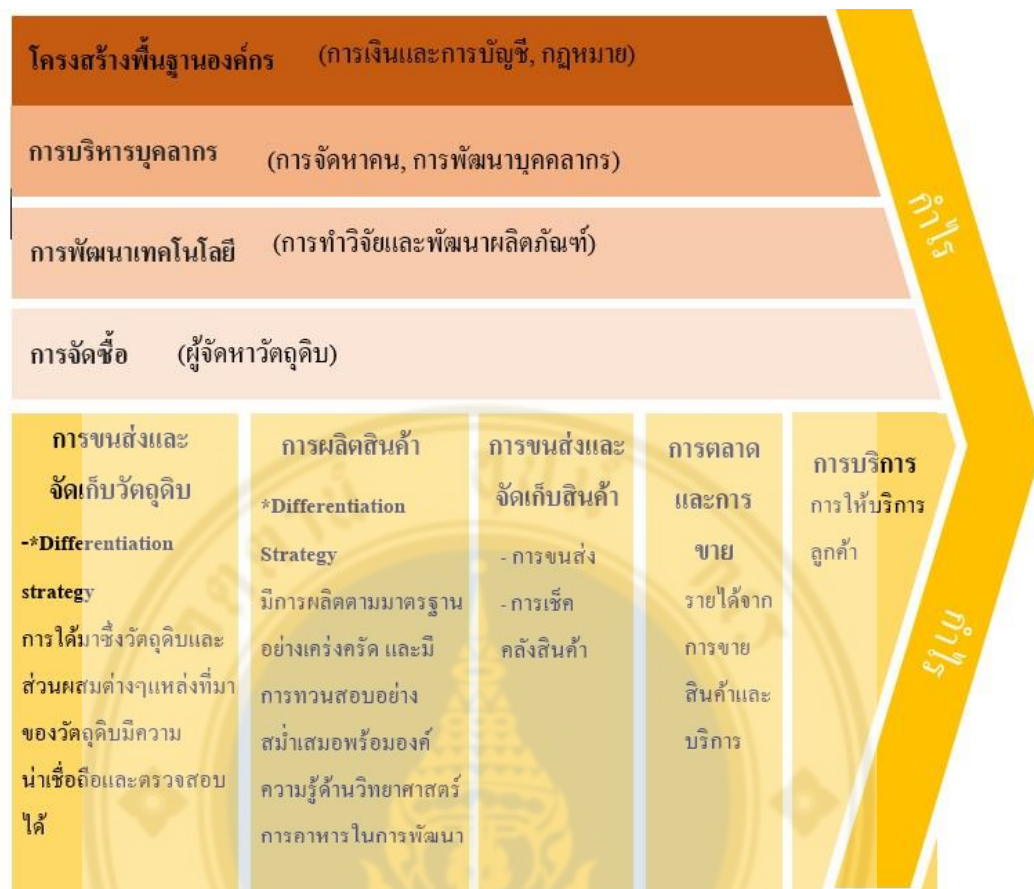 โครงสร้างพื้นฐานองค์กร (การเงินและการบัญชี, กฎหมาย)
การบริหารบุคลากร (การจัดหาคน, การพัฒนาบุคคลากร)
การพัฒนาเทคโนโลยี (การทำวิจัยและพัฒนาผลิตภัณฑ์)
การจัดซื้อ (ผู้จัดหาวัตถุดิบ)
กำไร
กำไร
การขนส่งและ
จัดเก็บวัตถุดิบ
-*Differentiation
strategy
การได้มาซึ่งวัตถุดิบและ
ส่วนผสมต่างๆแหล่งที่มา
ของวัตถุดิบมีความ
น่าเชื่อถือและตรวจสอบ
ได้
การผลิตสินค้า
*Differentiation
Strategy
มีการผลิตตามมาตรฐาน
อย่างเคร่งครัด และมี
การทวนสอบอย่าง
สม่ำเสมอพร้อมองค์
ความรู้ด้านวิทยาศาสตร์
การอาหารในการพัฒนา
การขนส่งและ
จัดเก็บสินค้า
- การขนส่ง
- การเช็ค
คลังสินค้า
การตลาด
และการ
ขาย
รายได้จาก
การขาย
สินค้าและ
บริการ
การบริการ
การให้บริการ
ลูกค้า